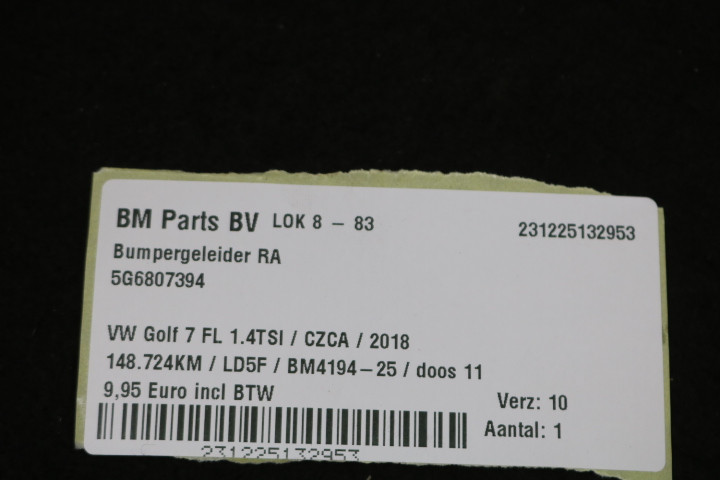 BM Parts BV LOK 8 - 83 231225132953
Bumpergeleider RA
5G6807394
VW Golf 7 FL 1.4TSI / CZCA / 2018
148.724KM / LD5F / BM4194-25 / doos 11
9,95 Euro incl BTW Verz: 10
Aantal: 1
231225132953